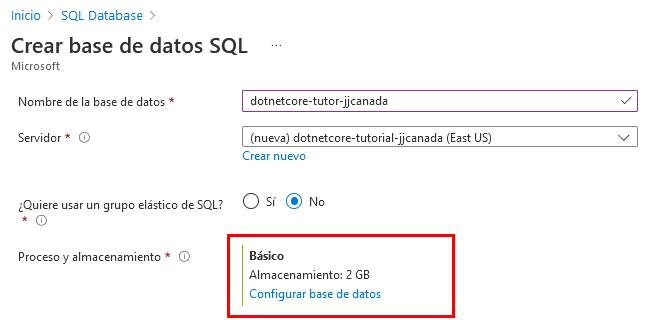 Inicio > SQL Database >
Crear base de datos SQL ...
Microsoft
Nombre de la base de datos * dotnetcore-tutor-jjcanada
Servidor * (nueva) dotnetcore-tutorial-jjcanada (East US)
Crear nuevo
¿Quiere usar un grupo elástico de SQL? * Sí No
Proceso y almacenamiento * Básico
Almacenamiento: 2 GB
Configurar base de datos